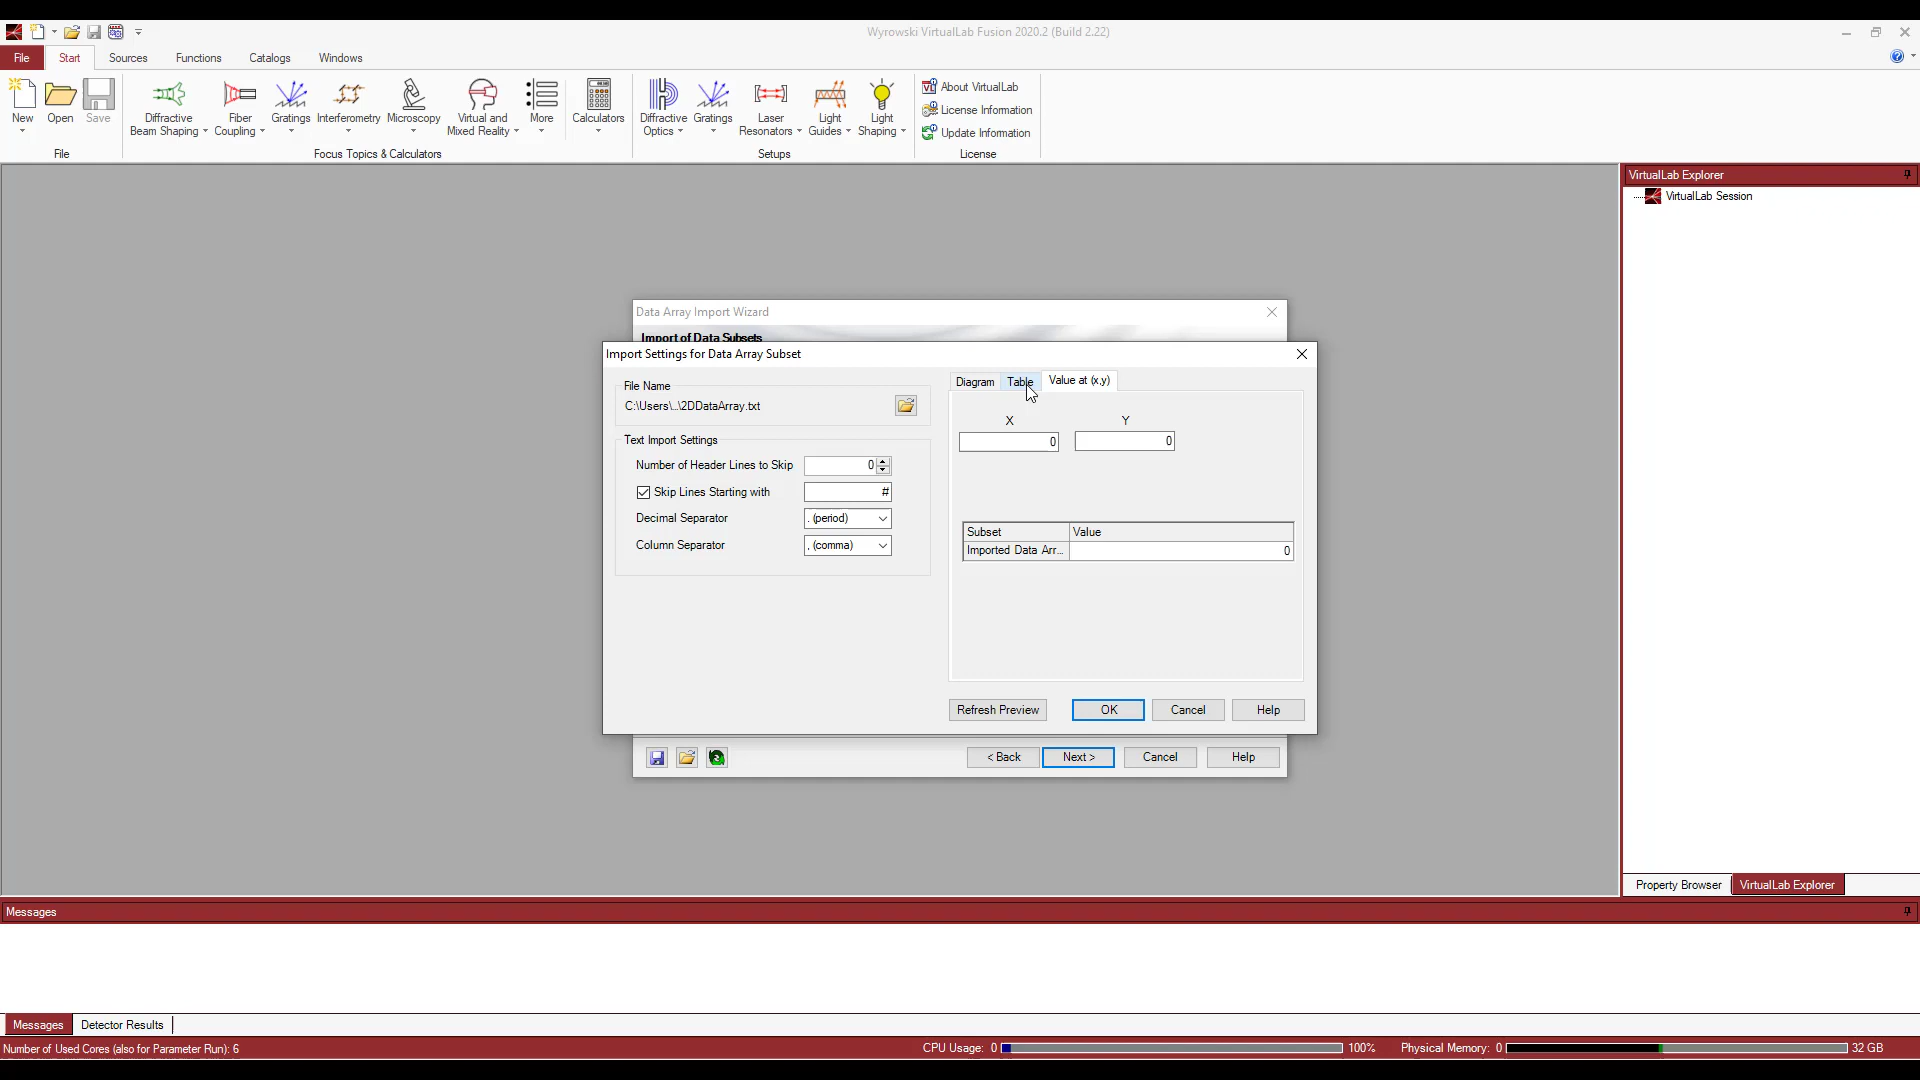 Wyrowski VirtualLab Fusion 2020.2 (Build 2.22)
File Start Sources Functions Catalogs Windows
New Open Save
Diffractive Beam Shaping
Fiber Coupling
Gratings
Interferometry
Microscopy
Virtual and Mixed Reality
More
Calculators
Diffractive Optics
Gratings
Laser Resonators
Light Guides
Light Shaping
About VirtualLab
License Information
Update Information
File Focus Topics & Calculators Setups License
VirtualLab Explorer
VirtualLab Session
Data Array Import Wizard
Import of Data Subsets
Import Settings for Data Array Subset
File Name
C:\Users\...\2DDataArray.txt
Text Import Settings
Number of Header Lines to Skip 0
Skip Lines Starting with #
Decimal Separator . (period)
Column Separator , (comma)
Diagram Table Value at (x,y)
X Y
0 0
Subset Value
Imported Data Arr... 0
Refresh Preview OK Cancel Help
< Back Next > Cancel Help
Property Browser VirtualLab Explorer
Messages
Messages Detector Results
Number of Used Cores (also for Parameter Run): 6 CPU Usage: 0 100% Physical Memory: 0 32 GB